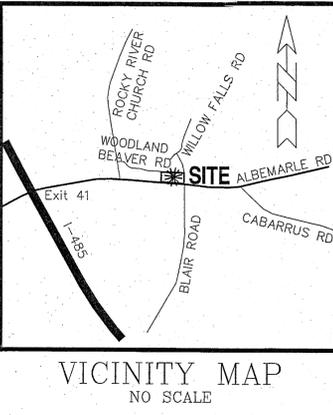 ROCKY RIVER
CHURCH RD
WILLOW FALLS RD
N
WOODLAND
BEAVER RD
SITE
ALBEMARLE RD
Exit 41
CABARRUS RD
I-485
BLAIR ROAD
VICINITY MAP
NO SCALE